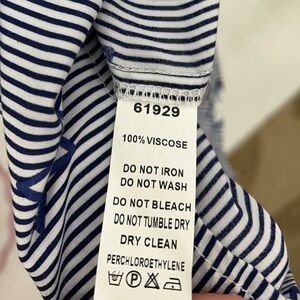 61929
100% VISCOSE
DO NOT IRON
DO NOT WASH
DO NOT BLEACH
DO NOT TUMBLE DRY
DRY CLEAN
PERCHLOROETHYLENE